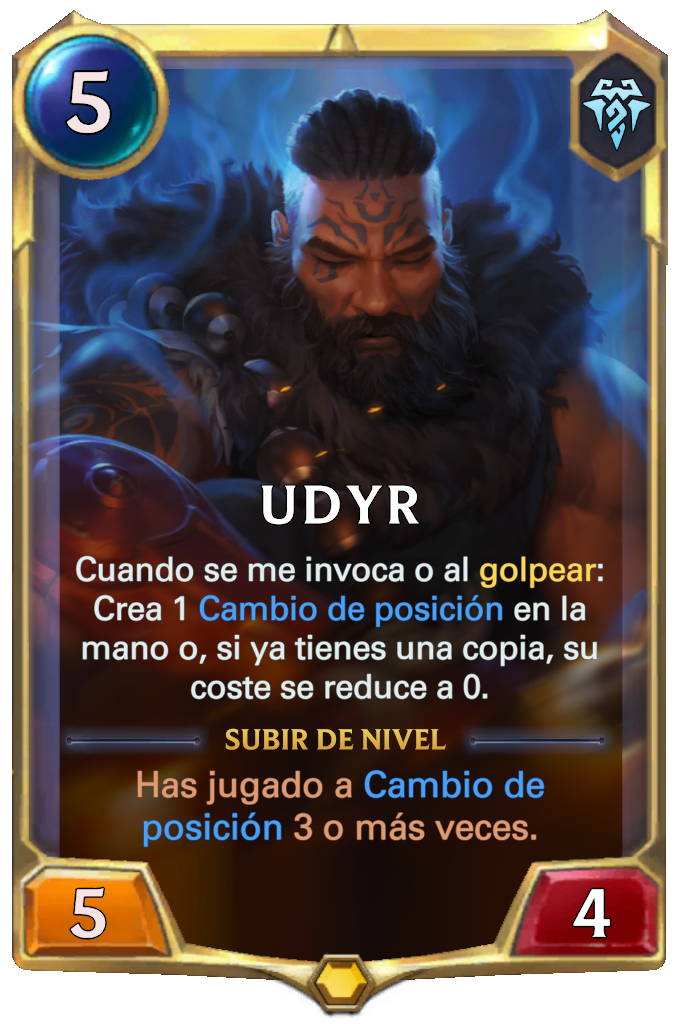 5
UDYR
Cuando se me invoca o al golpear:
Crea 1 Cambio de posición en la
mano o, si ya tienes una copia, su
coste se reduce a 0.
SUBIR DE NIVEL
Has jugado a Cambio de
posición 3 o más veces.
5
4